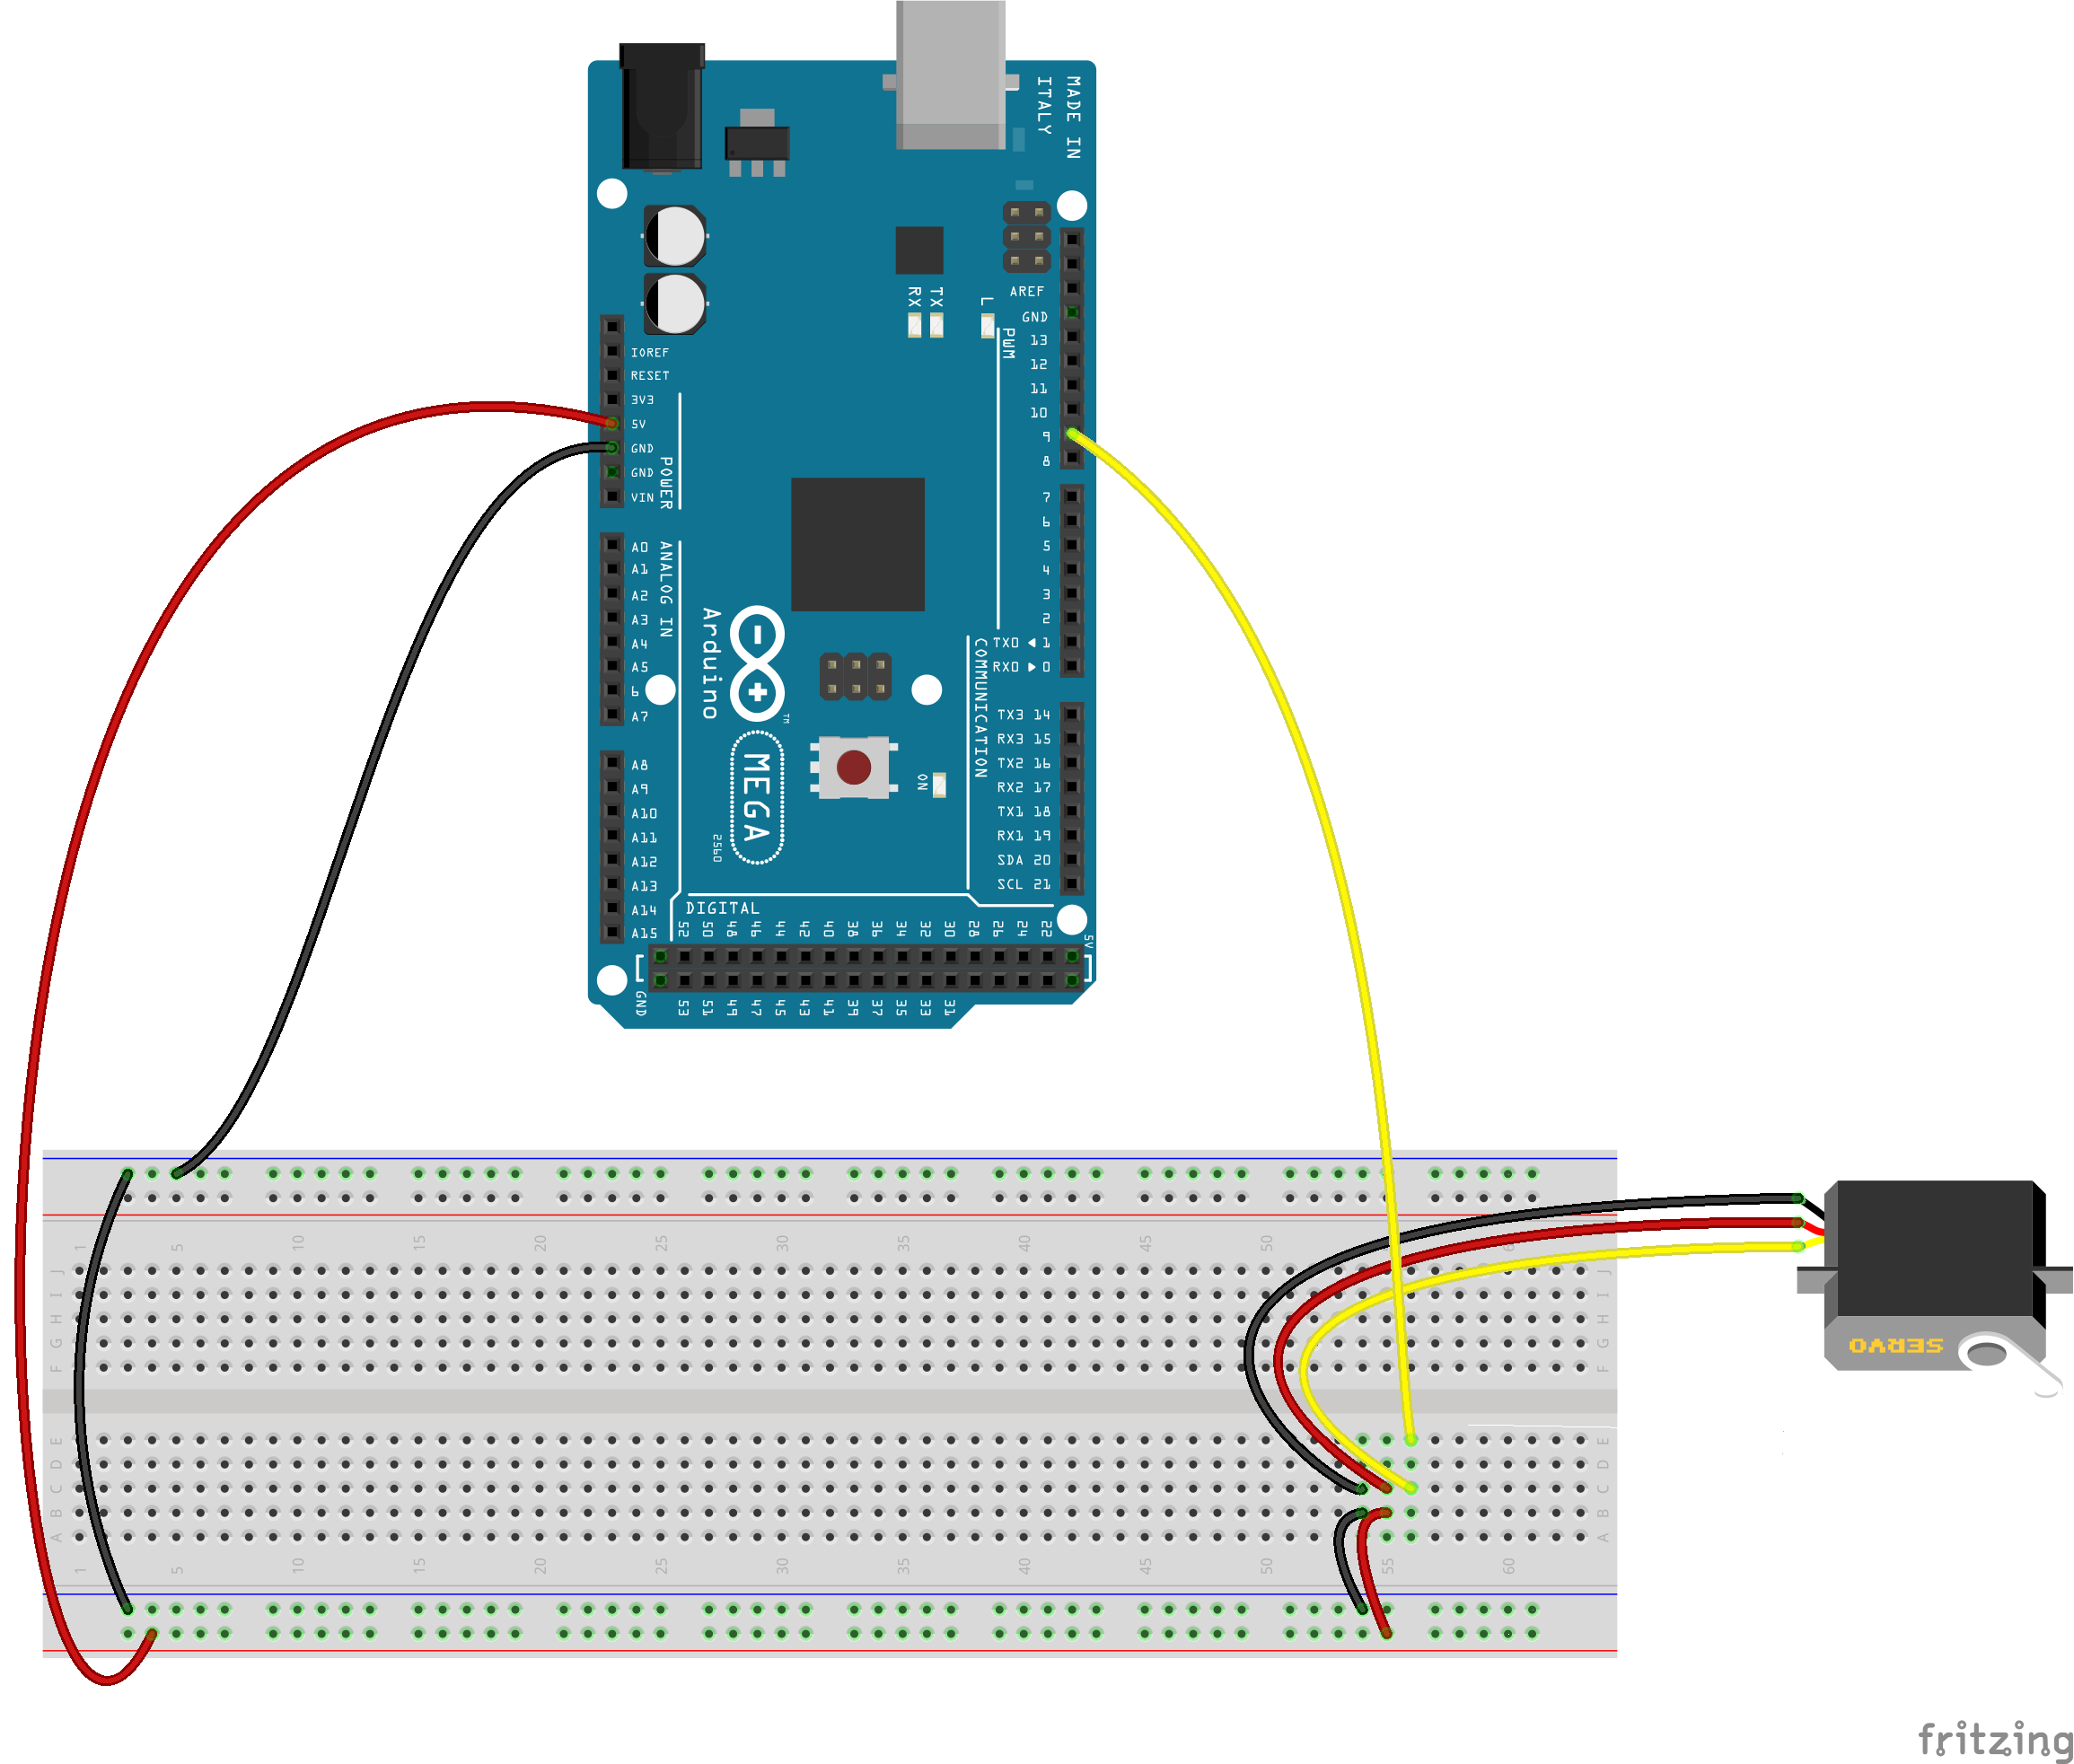 MADE IN
ITALY
AREF
GND
13
12
11
10
9
8
7
6
5
4
3
2
TX0 ◀ 1
RX0 ▶ 0
TX3 14
RX3 15
TX2 16
RX2 17
TX1 18
RX1 19
SDA 20
SCL 21
PWM
COMMUNICATION
RX
TX
L
IOREF
RESET
3V3
5V
GND
GND
VIN
POWER
A0
A1
A2
A3
A4
A5
6
A7
ANALOG IN
A8
A9
A10
A11
A12
A13
A14
A15
Arduino
TM
MEGA
2560
ON
DIGITAL
52 50 48 46 44 42 40 38 36 34 32 30 28 26 24 22
5V
GND
53 51 49 47 45 43 41 39 37 35 33 31
1 5 10 15 20 25 30 35 40 45 50 6
J J
I I
H H
G G
F F
E E
D D
C C
B B
A A
1 5 10 15 20 25 30 35 40 45 50 55 60
SERVO
fritzing